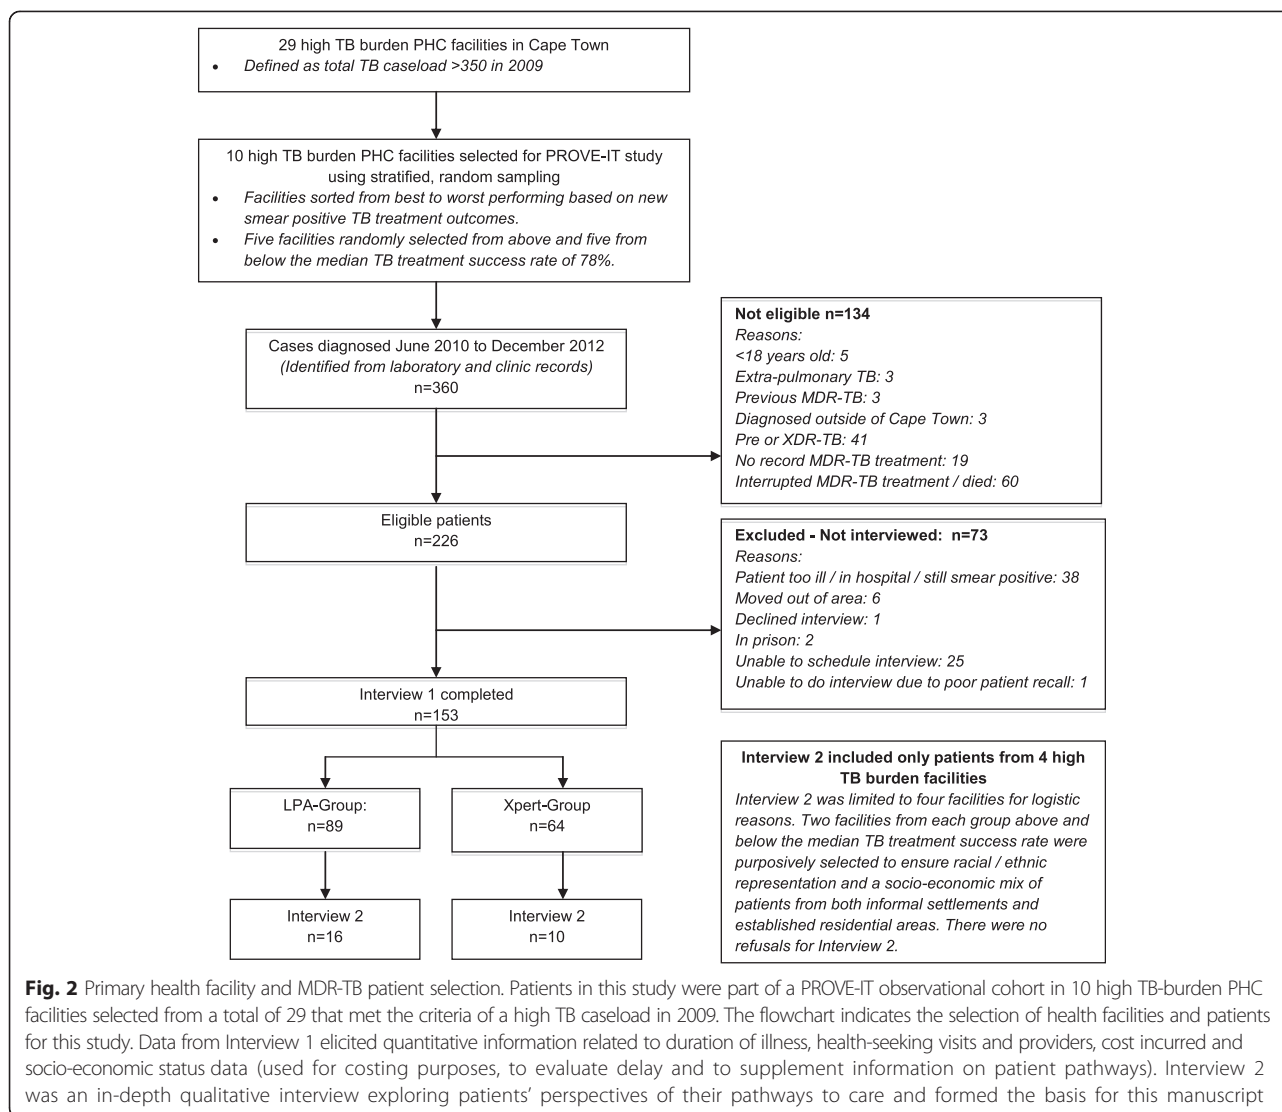 29 high TB burden PHC facilities in Cape Town
• Defined as total TB caseload >350 in 2009
10 high TB burden PHC facilities selected for PROVE-IT study
using stratified, random sampling
• Facilities sorted from best to worst performing based on new
smear positive TB treatment outcomes.
• Five facilities randomly selected from above and five from
below the median TB treatment success rate of 78%.
Cases diagnosed June 2010 to December 2012
(Identified from laboratory and clinic records)
n=360
Not eligible n=134
Reasons:
<18 years old: 5
Extra-pulmonary TB: 3
Previous MDR-TB: 3
Diagnosed outside of Cape Town: 3
Pre or XDR-TB: 41
No record MDR-TB treatment: 19
Interrupted MDR-TB treatment / died: 60
Eligible patients
n=226
Excluded - Not interviewed: n=73
Reasons:
Patient too ill / in hospital / still smear positive: 38
Moved out of area: 6
Declined interview: 1
In prison: 2
Unable to schedule interview: 25
Unable to do interview due to poor patient recall: 1
Interview 1 completed
n=153
LPA-Group:
n=89
Xpert-Group
n=64
Interview 2
n=16
Interview 2
n=10
Interview 2 included only patients from 4 high
TB burden facilities
Interview 2 was limited to four facilities for logistic
reasons. Two facilities from each group above and
below the median TB treatment success rate were
purposively selected to ensure racial / ethnic
representation and a socio-economic mix of
patients from both informal settlements and
established residential areas. There were no
refusals for Interview 2.
Fig. 2 Primary health facility and MDR-TB patient selection. Patients in this study were part of a PROVE-IT observational cohort in 10 high TB-burden PHC
facilities selected from a total of 29 that met the criteria of a high TB caseload in 2009. The flowchart indicates the selection of health facilities and patients
for this study. Data from Interview 1 elicited quantitative information related to duration of illness, health-seeking visits and providers, cost incurred and
socio-economic status data (used for costing purposes, to evaluate delay and to supplement information on patient pathways). Interview 2
was an in-depth qualitative interview exploring patients' perspectives of their pathways to care and formed the basis for this manuscript